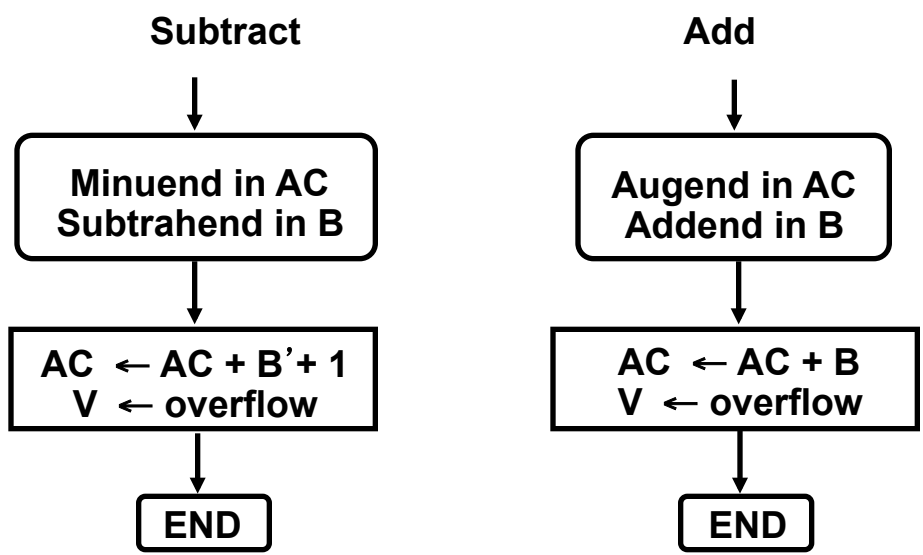 Subtract
Minuend in AC
Subtrahend in B
AC ← AC + B’+ 1
V ← overflow
END
Add
Augend in AC
Addend in B
AC ← AC + B
V ← overflow
END